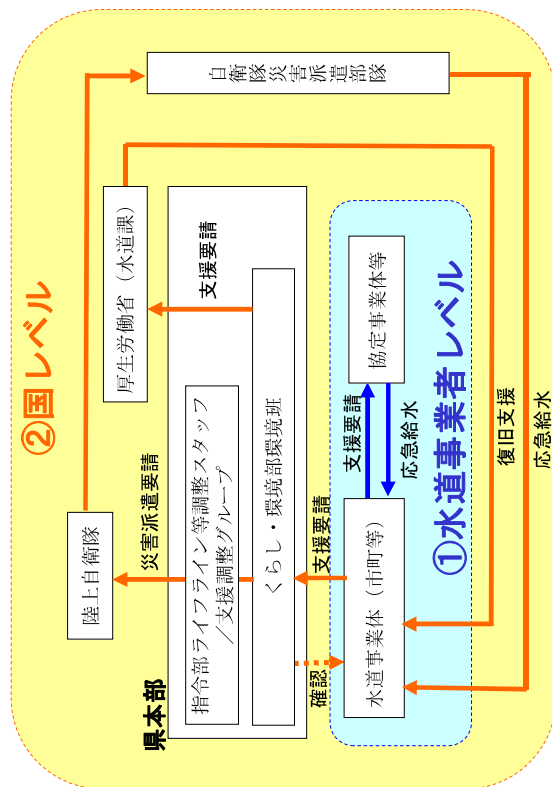 ②国レベル
陸上自衛隊
厚生労働省（水道課）
自衛隊災害派遣部隊
災害派遣要請
支援要請
県本部
指令部ライフライン等調整スタッフ
／支援調整グループ
くらし・環境部環境班
確認
支援要請
水道事業体（市町等）
支援要請
応急給水
協定事業体等
①水道事業者レベル
復旧支援
応急給水